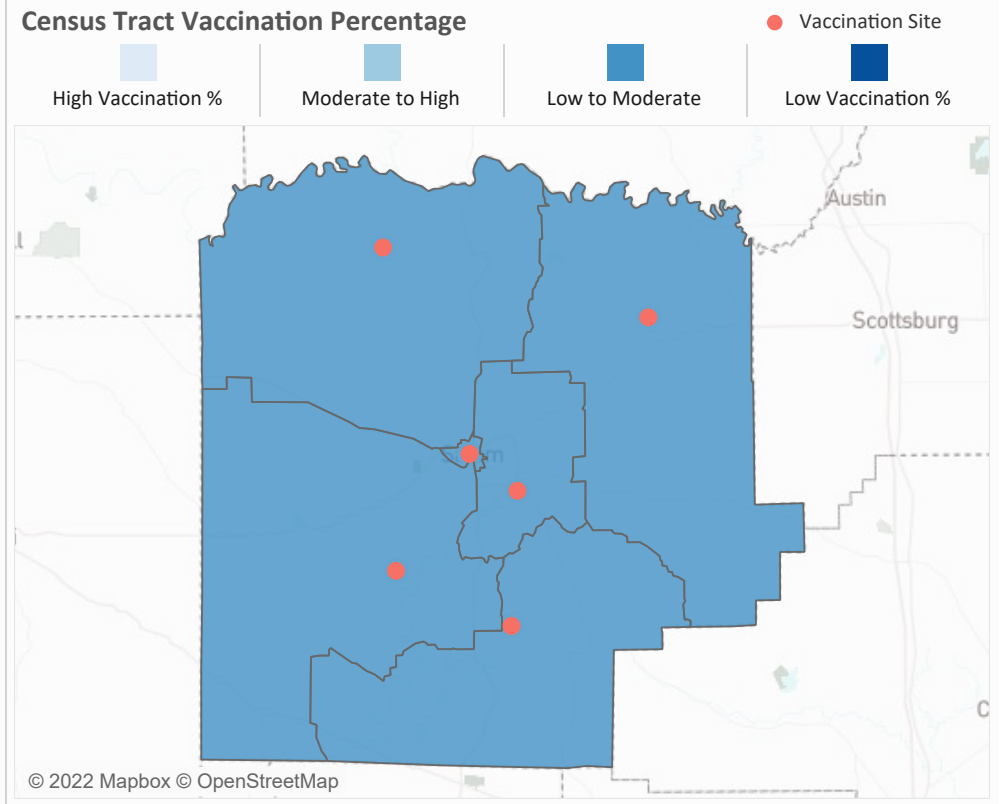 Census Tract Vaccination Percentage
Vaccination Site
High Vaccination %
Moderate to High
Low to Moderate
Low Vaccination %
Austin
Scottsburg
© 2022 Mapbox © OpenStreetMap